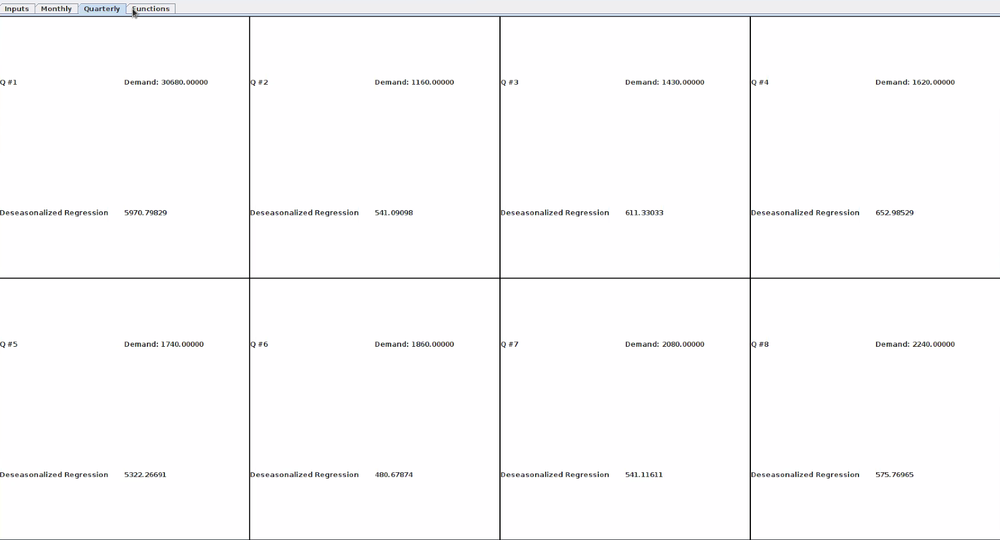 Inputs Monthly Quarterly Functions
Q #1 Demand: 30680.00000 Q #2 Demand: 1160.00000 Q #3 Demand: 1430.00000 Q #4 Demand: 1620.00000
Deseasonalized Regression 5970.79829 Deseasonalized Regression 541.09098 Deseasonalized Regression 611.33033 Deseasonalized Regression 652.98529
Q #5 Demand: 1740.00000 Q #6 Demand: 1860.00000 Q #7 Demand: 2080.00000 Q #8 Demand: 2240.00000
Deseasonalized Regression 5322.26691 Deseasonalized Regression 480.67874 Deseasonalized Regression 541.11611 Deseasonalized Regression 575.76965